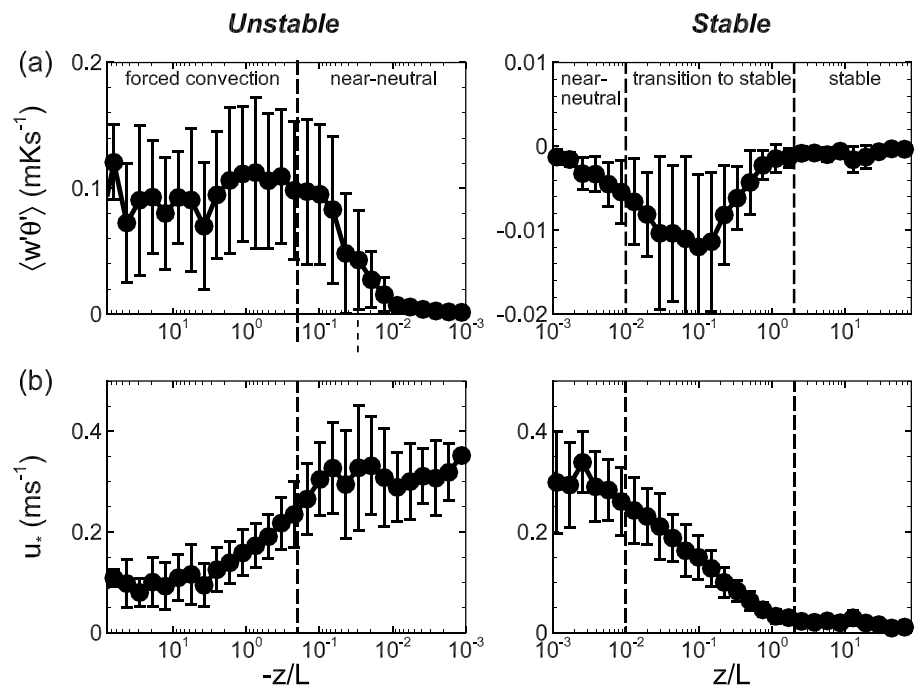 Unstable
Stable
(a)
forced convection
near-neutral
near-
neutral
transition to stable
stable
⟨w'θ'⟩ (mKs⁻¹)
0.2
0.1
0
10¹
10⁰
10⁻¹
10⁻²
10⁻³
0.01
0
-0.01
-0.02
10⁻³
10⁻²
10⁻¹
10⁰
10¹
(b)
u* (ms⁻¹)
0.4
0.2
0
10¹
10⁰
10⁻¹
10⁻²
10⁻³
-z/L
0.4
0.2
0
10⁻³
10⁻²
10⁻¹
10⁰
10¹
z/L